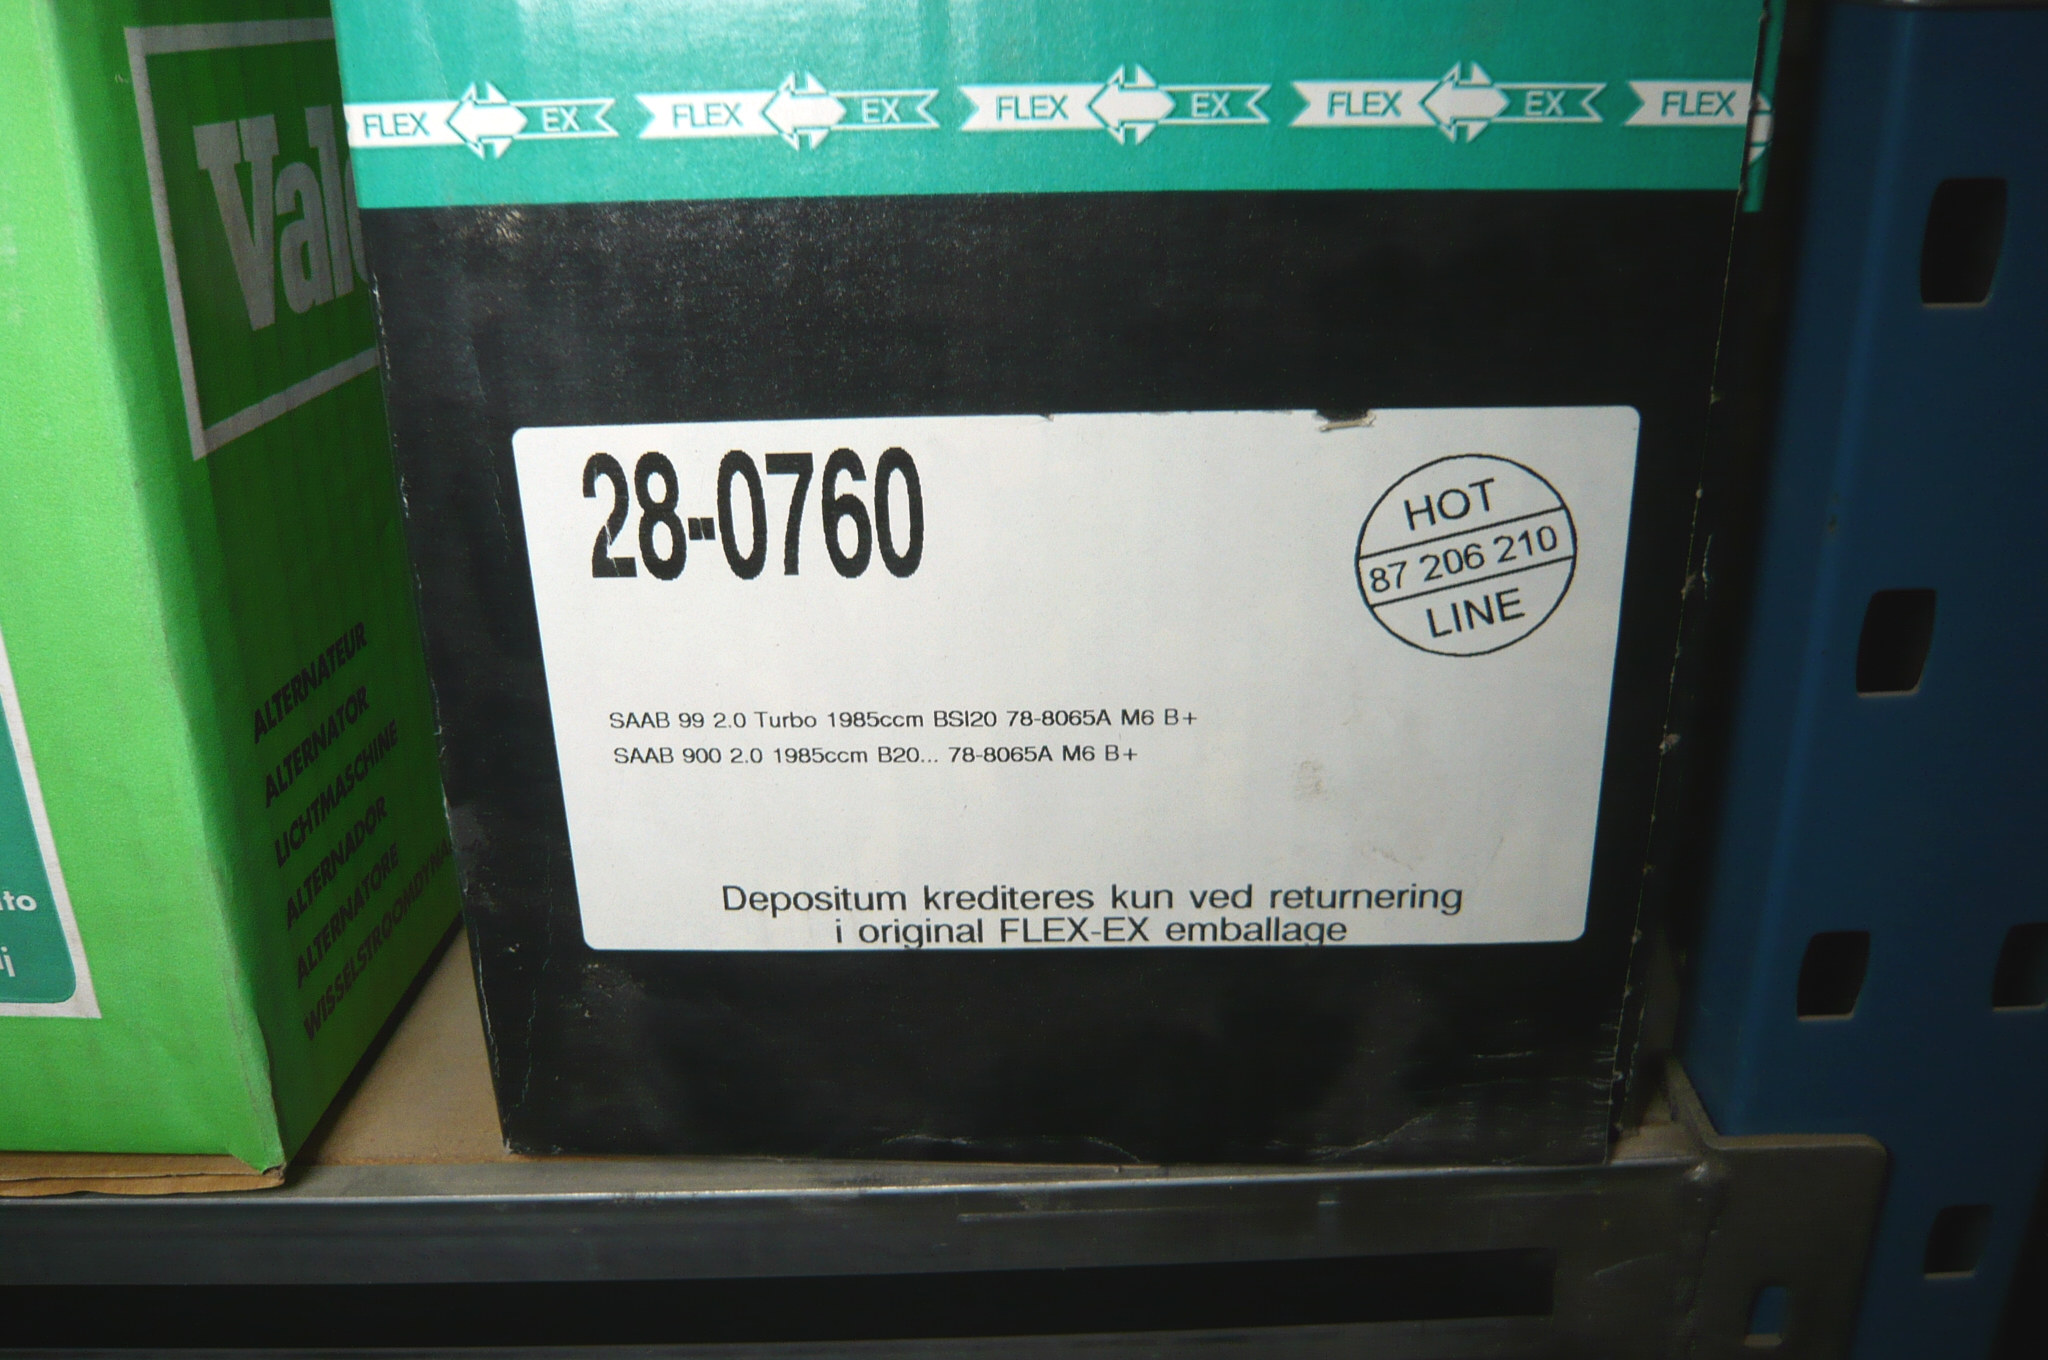 FLEX EX FLEX EX FLEX EX FLEX EX FLEX
28-0760
HOT
87 206 210
LINE
SAAB 99 2.0 Turbo 1985ccm BSI20 78-8065A M6 B+
SAAB 900 2.0 1985ccm B20... 78-8065A M6 B+
Depositum krediteres kun ved returnering
i original FLEX-EX emballage
ALTERNATEUR
ALTERNATOR
LICHTMASCHINE
ALTERNADOR
ALTERNATORE